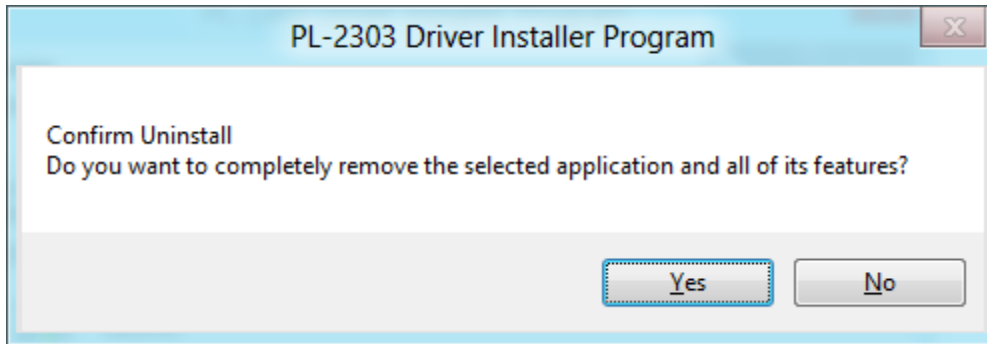 PL-2303 Driver Installer Program
Confirm Uninstall
Do you want to completely remove the selected application and all of its features?
Yes
No